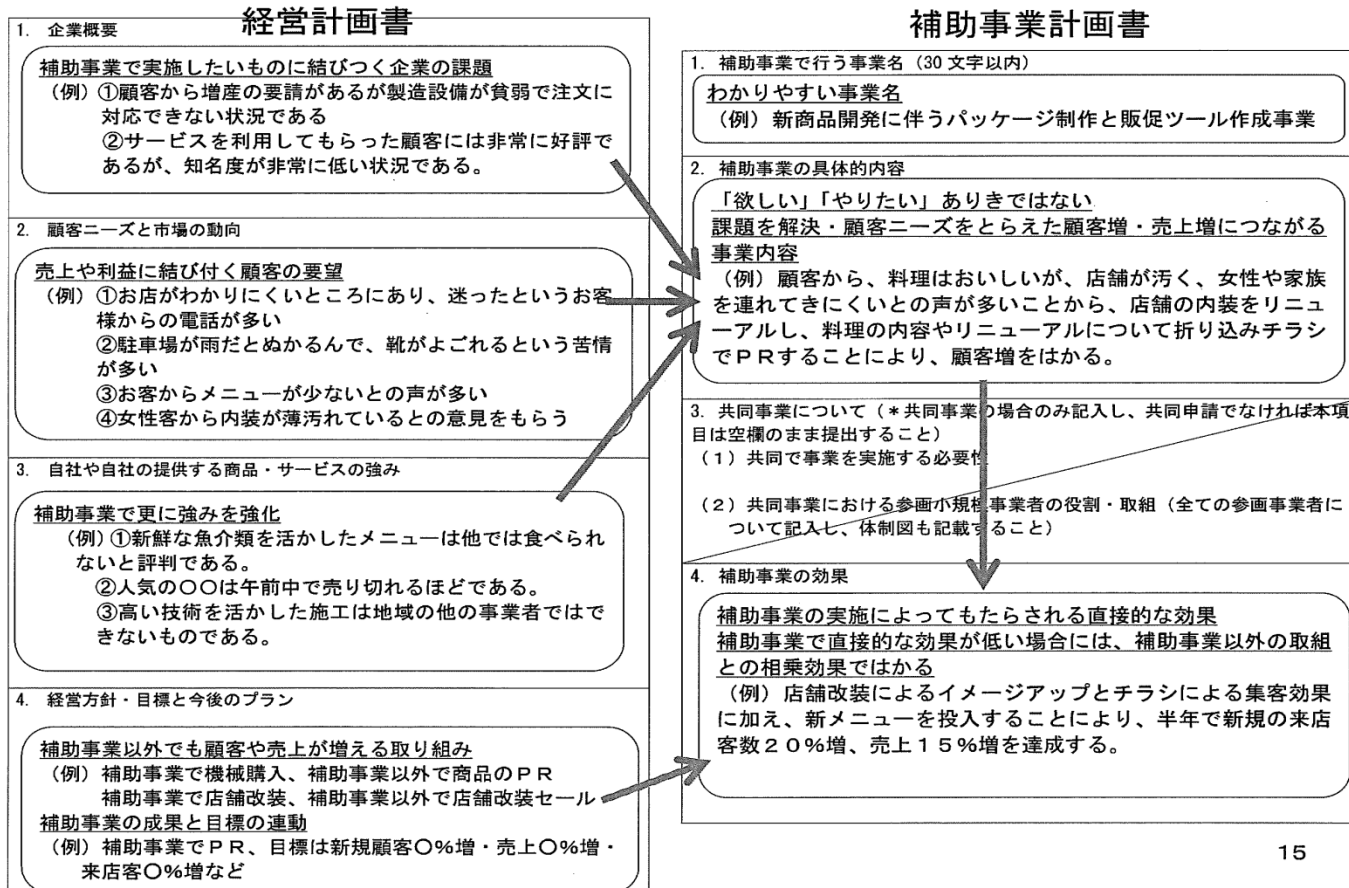 経営計画書
1. 企業概要
補助事業で実施したいものに結びつく企業の課題
（例）①顧客から増産の要請があるが製造設備が貧弱で注文に
対応できない状況である
②サービスを利用してもらった顧客には非常に好評で
あるが、知名度が非常に低い状況である。
2. 顧客ニーズと市場の動向
売上や利益に結び付く顧客の要望
（例）①お店がわかりにくいところにあり、迷ったというお客
様からの電話が多い
②駐車場が雨だとぬかるんで、靴がよごれるという苦情
が多い
③お客からメニューが少ないとの声が多い
④女性客から内装が薄汚れているとの意見をもらう
3. 自社や自社の提供する商品・サービスの強み
補助事業で更に強みを強化
（例）①新鮮な魚介類を活かしたメニューは他では食べられ
ないと評判である。
②人気の○○は午前中で売り切れるほどである。
③高い技術を活かした施工は地域の他の事業者ではで
きないものである。
4. 経営方針・目標と今後のプラン
補助事業以外でも顧客や売上が増える取り組み
（例）補助事業で機械購入、補助事業以外で商品のＰＲ
補助事業で店舗改装、補助事業以外で店舗改装セール
補助事業の成果と目標の連動
（例）補助事業でＰＲ、目標は新規顧客○%増・売上○%増・
来店客○%増など
補助事業計画書
1. 補助事業で行う事業名（30文字以内）
わかりやすい事業名
（例）新商品開発に伴うパッケージ制作と販促ツール作成事業
2. 補助事業の具体的内容
「欲しい」「やりたい」ありきではない
課題を解決・顧客ニーズをとらえた顧客増・売上増につながる
事業内容
（例）顧客から、料理はおいしいが、店舗が汚く、女性や家族
を連れてきにくいとの声が多いことから、店舗の内装をリニュ
ーアルし、料理の内容やリニューアルについて折り込みチラシ
でＰＲすることにより、顧客増をはかる。
3. 共同事業について（＊共同事業の場合のみ記入し、共同申請でなければ本項
目は空欄のまま提出すること）
（１）共同で事業を実施する必要性
（２）共同事業における参画小規模事業者の役割・取組（全ての参画事業者に
ついて記入し、体制図も記載すること）
4. 補助事業の効果
補助事業の実施によってもたらされる直接的な効果
補助事業で直接的な効果が低い場合には、補助事業以外の取組
との相乗効果ではかる
（例）店舗改装によるイメージアップとチラシによる集客効果
に加え、新メニューを投入することにより、半年で新規の来店
客数２０％増、売上１５％増を達成する。
15